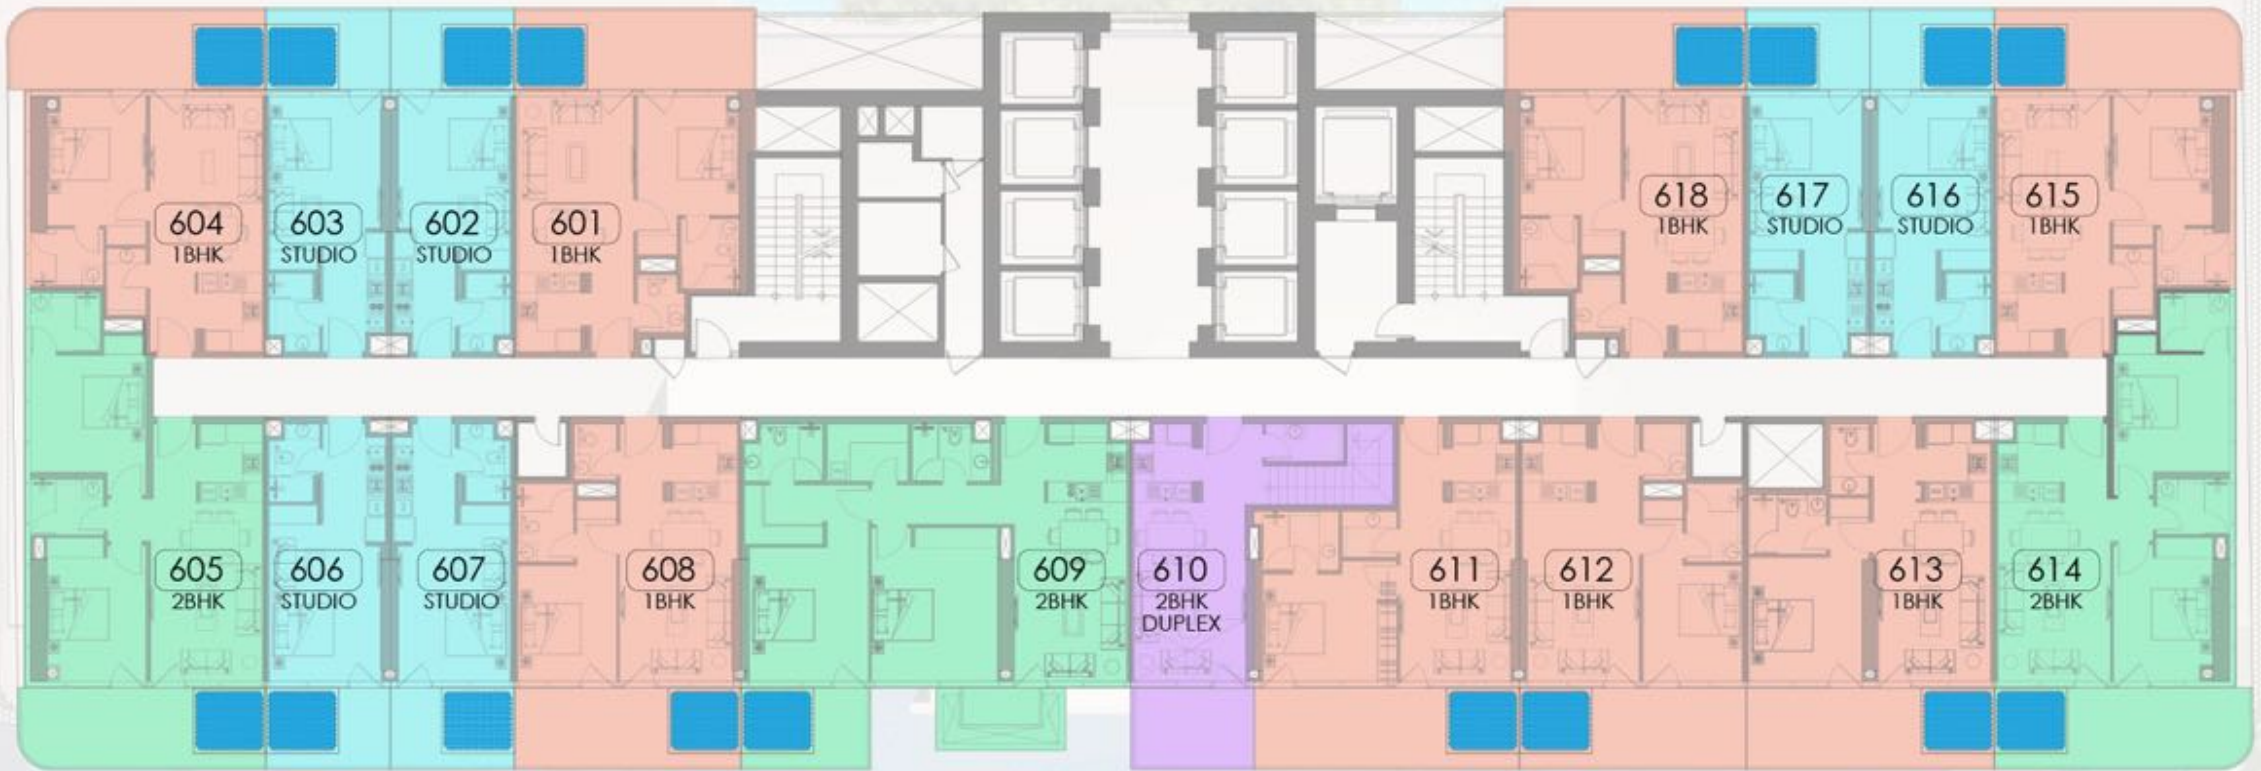 604
1BHK
603
STUDIO
602
STUDIO
601
1BHK
618
1BHK
617
STUDIO
616
STUDIO
615
1BHK
605
2BHK
606
STUDIO
607
STUDIO
608
1BHK
609
2BHK
610
2BHK
DUPLEX
611
1BHK
612
1BHK
613
1BHK
614
2BHK